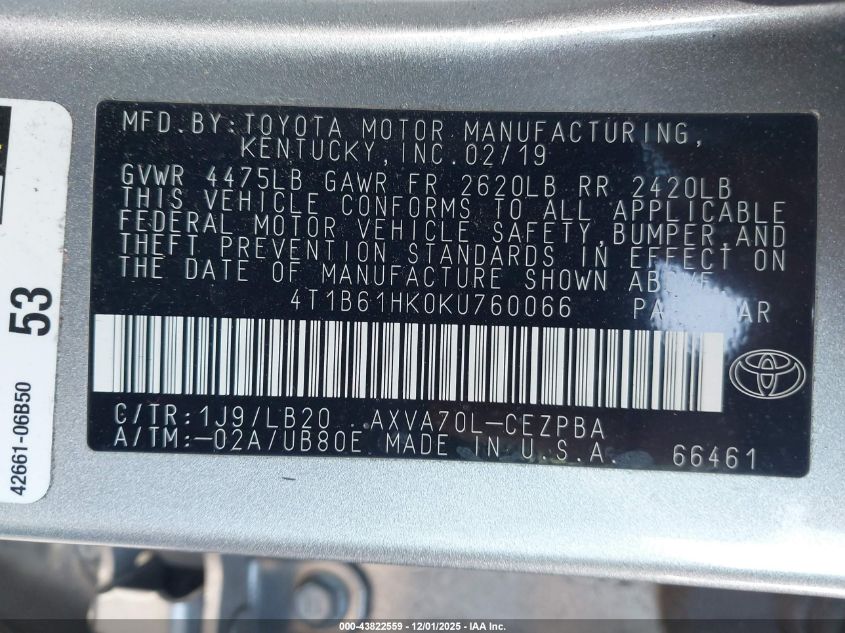 MFD.BY:TOYOTA MOTOR MANUFACTURING,
KENTUCKY,INC.02/19
GVWR 4475LB GAWR FR 2620LB RR 2420LB
THIS VEHICLE CONFORMS TO ALL APPLICABLE
FEDERAL MOTOR VEHICLE SAFETY,BUMPER,AND
THEFT PREVENTION STANDARDS IN EFFECT ON
THE DATE OF MANUFACTURE SHOWN ABOVE.
4T1B61HK0KU760066
C/TR:1J9/LB20 AXVA70L-CEZPBA
A/TM:-02A/UB80E MADE IN U.S.A. 66461
53
42661-06B50
000-43822559 • 12/01/2025 - IAA Inc.